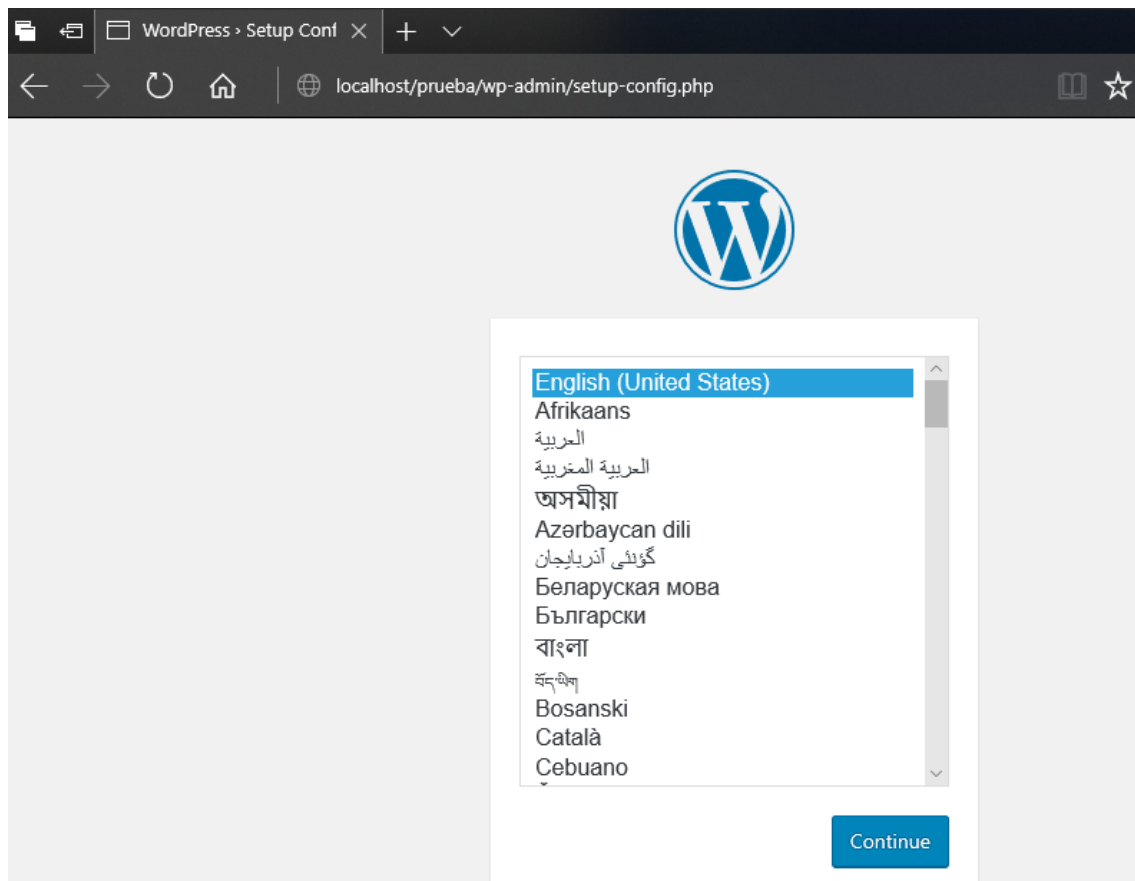 WordPress › Setup Conf
localhost/prueba/wp-admin/setup-config.php
English (United States)
Afrikaans
العربية
العربية المغربية
অসমীয়া
Azərbaycan dili
گؤنئی آذربایجان
Беларуская мова
Български
বাংলা
བོད་ཡིག
Bosanski
Català
Cebuano
Continue